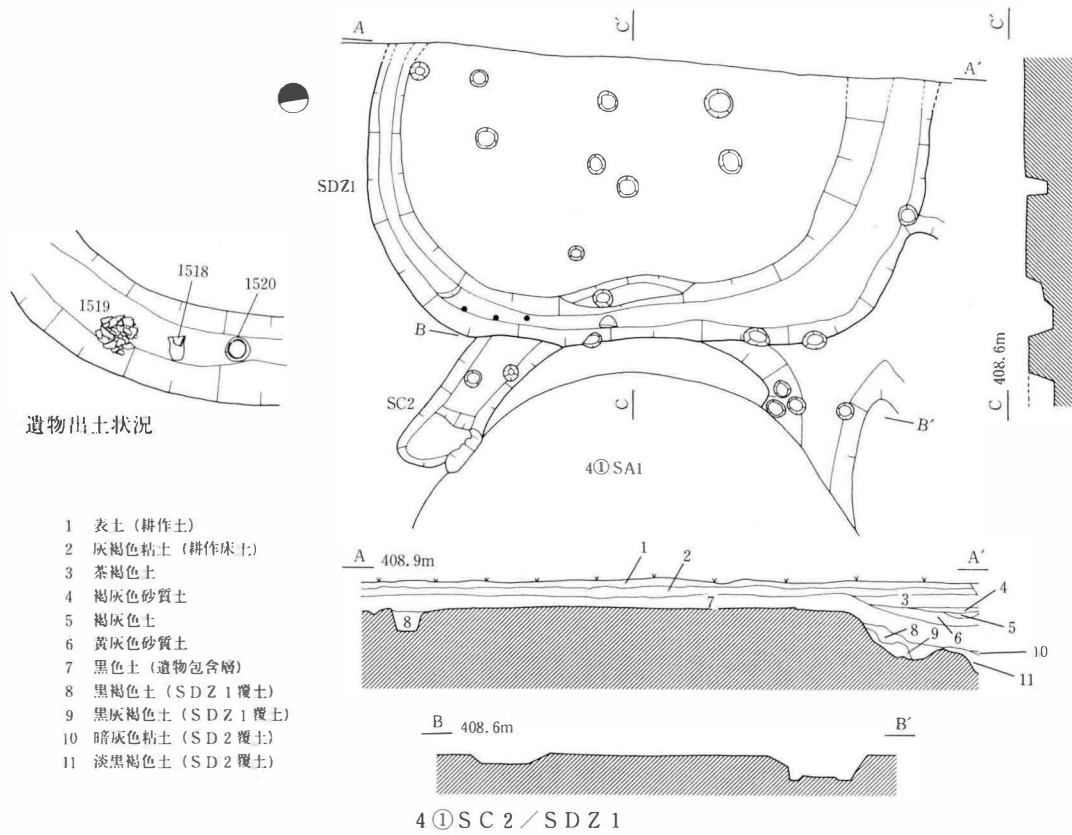 A
C′
A′
C′
SDZ1
1518
1520
1519
B
SC2
C
B′
C 408.6m
遺物出土状況
4①SA1
1 表土（耕作土）
2 灰褐色粘土（耕作床土）
3 茶褐色土
4 褐灰色砂質土
5 褐灰色土
6 黄灰色砂質土
7 黒色土（遺物包含層）
8 黒褐色土（SDZ1覆土）
9 黒灰褐色土（SDZ1覆土）
10 暗灰色粘土（SD2覆土）
11 淡黒褐色土（SD2覆土）
A 408.9m
1
2
A′
3
4
7
5
8
8
6
9
10
11
B 408.6m
B′
4①SC2／SDZ1